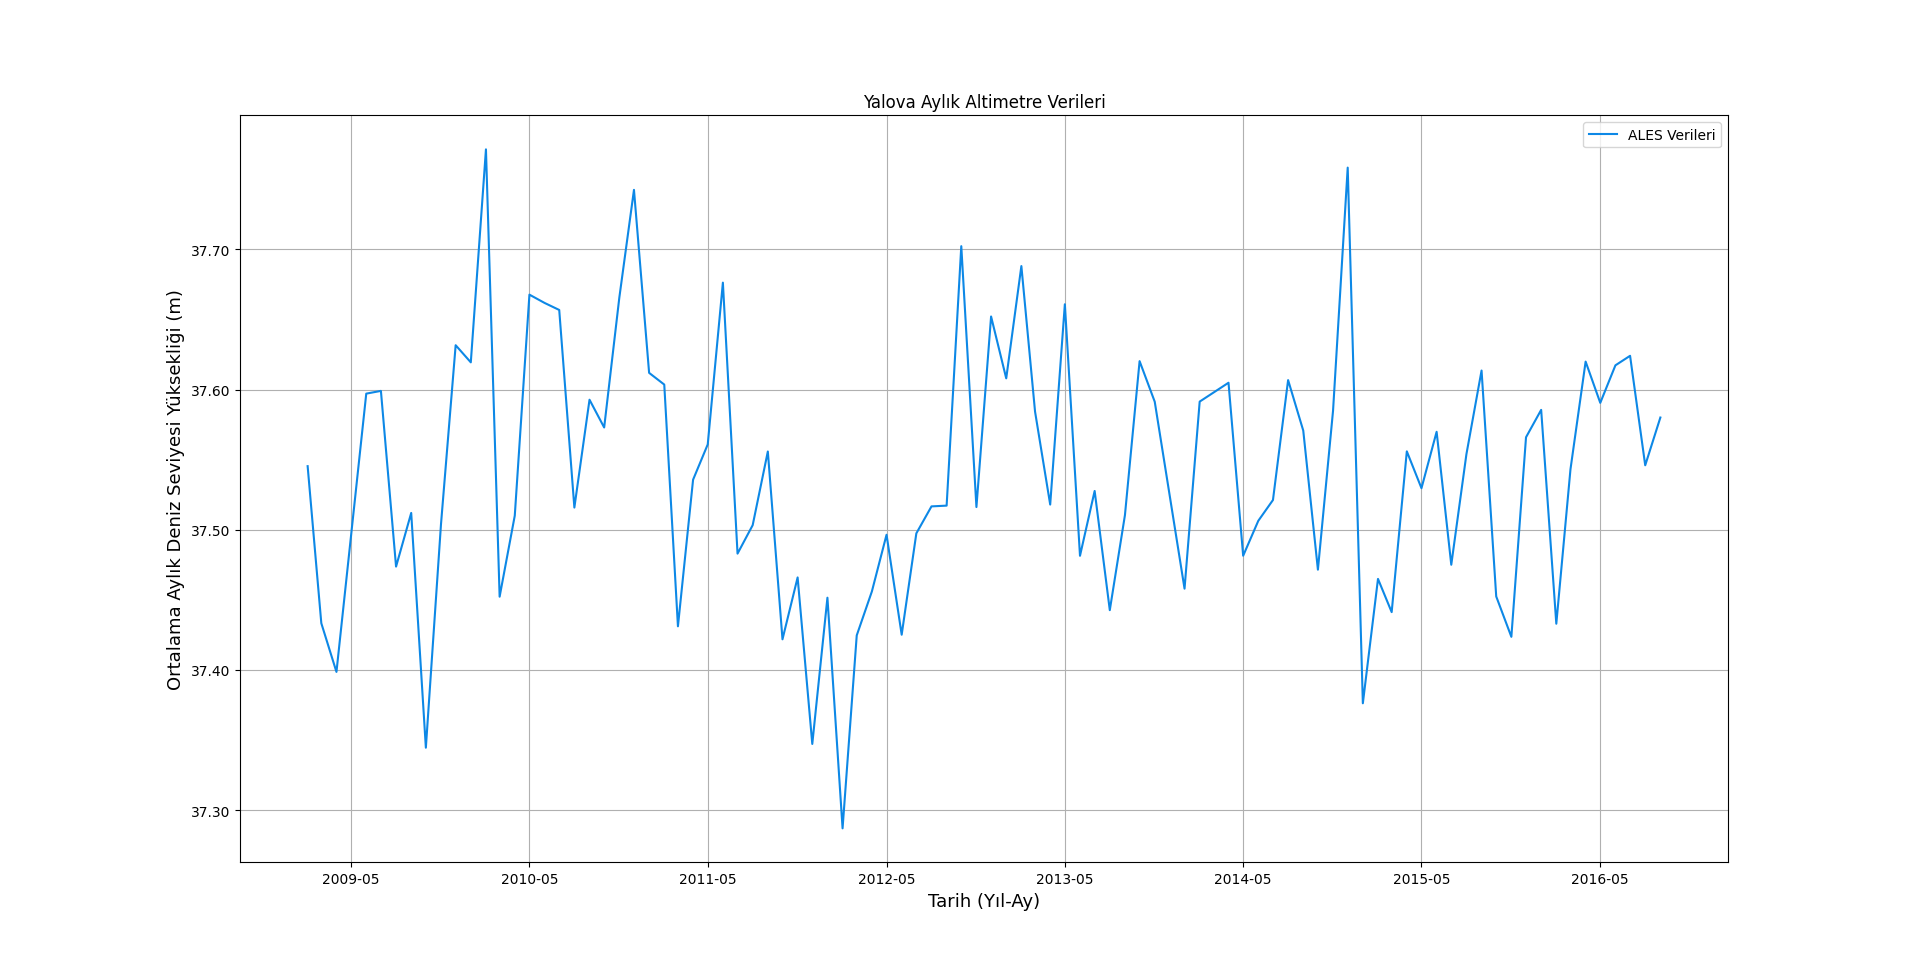 Yalova Aylık Altimetre Verileri
ALES Verileri
Ortalama Aylık Deniz Seviyesi Yüksekliği (m)
37.70
37.60
37.50
37.40
37.30
2009-05 2010-05 2011-05 2012-05 2013-05 2014-05 2015-05 2016-05
Tarih (Yıl-Ay)